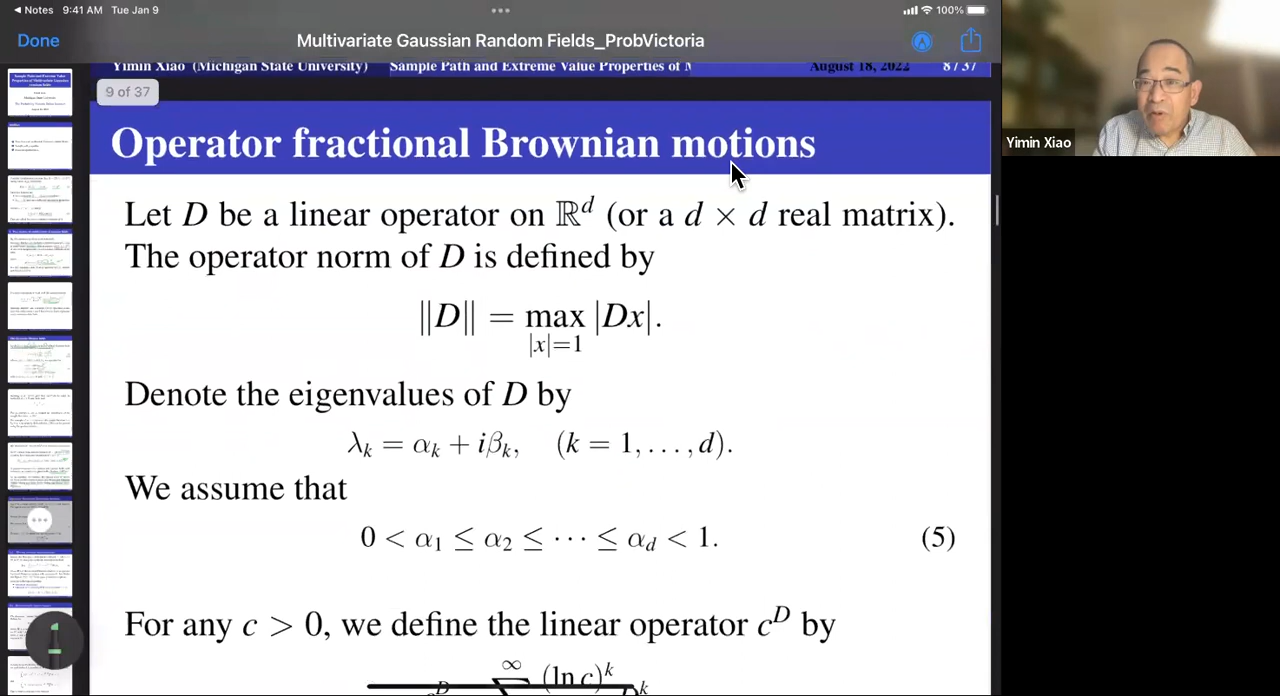 Notes 9:41 AM Tue Jan 9 100%
Done Multivariate Gaussian Random Fields_ProbVictoria
Yimin Xiao (Michigan State University) Sample Path and Extreme Value Properties of M August 18, 2022 8 / 37
9 of 37
Operator fractional Brownian motions
Let D be a linear operator on ℝ^d (or a d × d real matrix).
The operator norm of D is defined by
||D|| = max_{|x|=1} |Dx|.
Denote the eigenvalues of D by
λ_k = α_k + iβ_k, (k = 1, . . . , d).
We assume that
0 < α_1 ≤ α_2 ≤ · · · ≤ α_d < 1. (5)
For any c > 0, we define the linear operator c^D by
Yimin Xiao